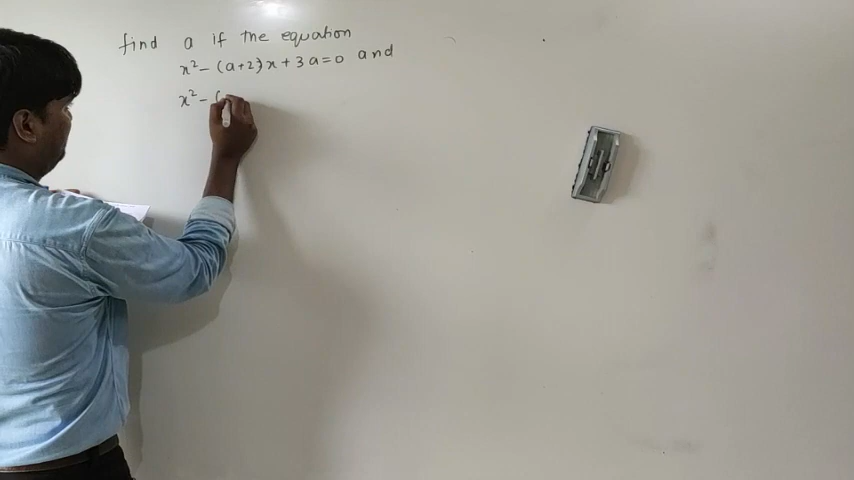 find a if the equation
x² - (a+2)x + 3a = 0 and
x² - (